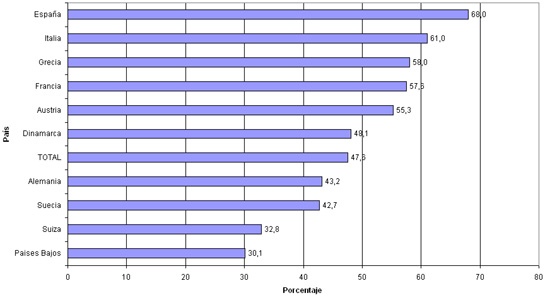 España 68,0
Italia 61,0
Grecia 58,0
Francia 57,6
Austria 55,3
Dinamarca 48,1
TOTAL 47,6
Alemania 43,2
Suecia 42,7
Suiza 32,8
Paises Bajos 30,1
País
0 10 20 30 40 50 60 70 80
Porcentaje